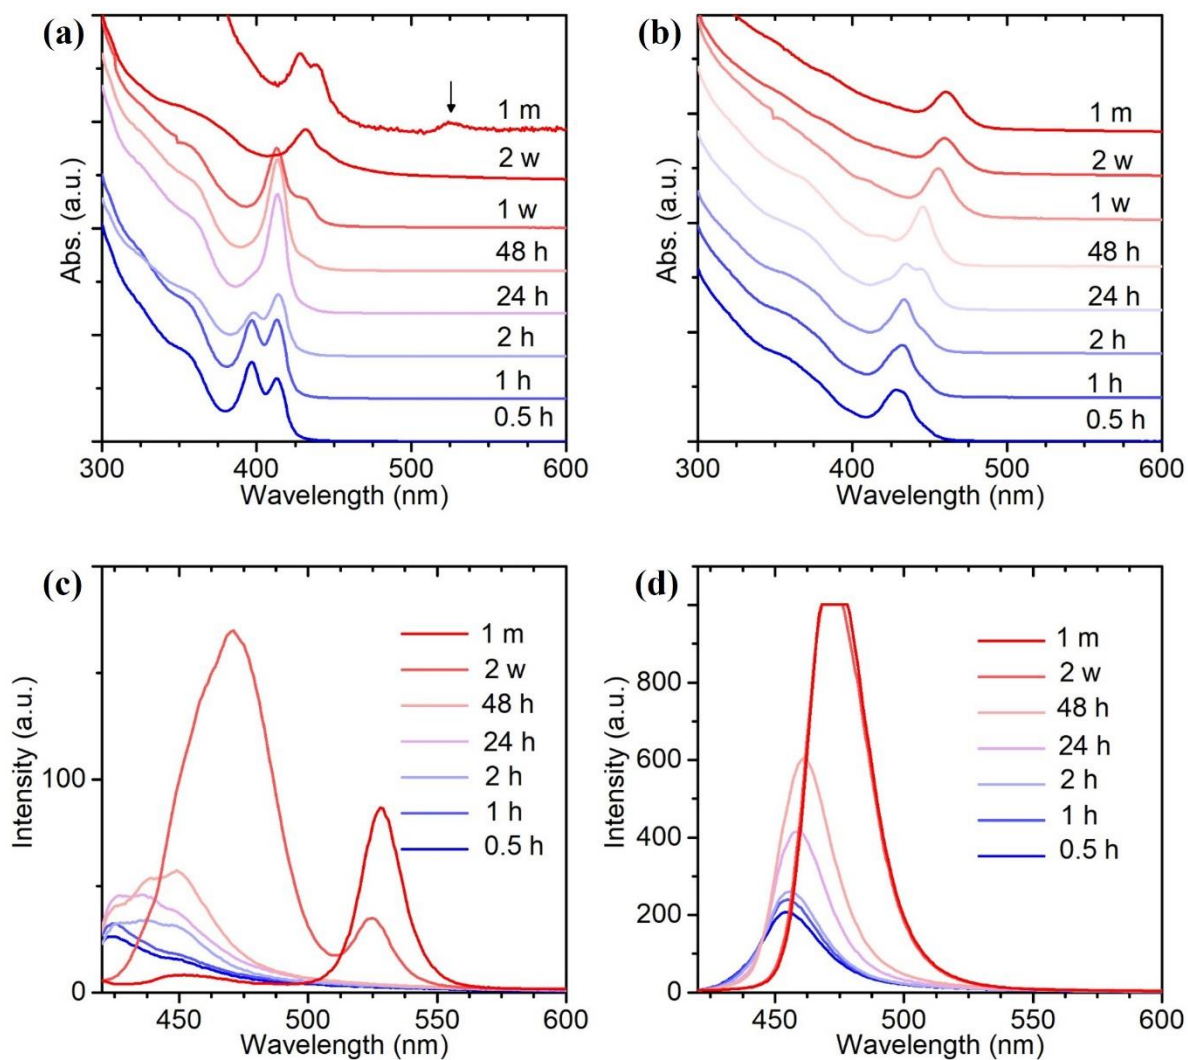 (a)
Abs. (a.u.)
1 m
2 w
1 w
48 h
24 h
2 h
1 h
0.5 h
300 400 500 600
Wavelength (nm)
(b)
Abs. (a.u.)
1 m
2 w
1 w
48 h
24 h
2 h
1 h
0.5 h
300 400 500 600
Wavelength (nm)
(c)
Intensity (a.u.)
100
0
1 m
2 w
48 h
24 h
2 h
1 h
0.5 h
450 500 550 600
Wavelength (nm)
(d)
Intensity (a.u.)
800
600
400
200
0
1 m
2 w
48 h
24 h
2 h
1 h
0.5 h
450 500 550 600
Wavelength (nm)